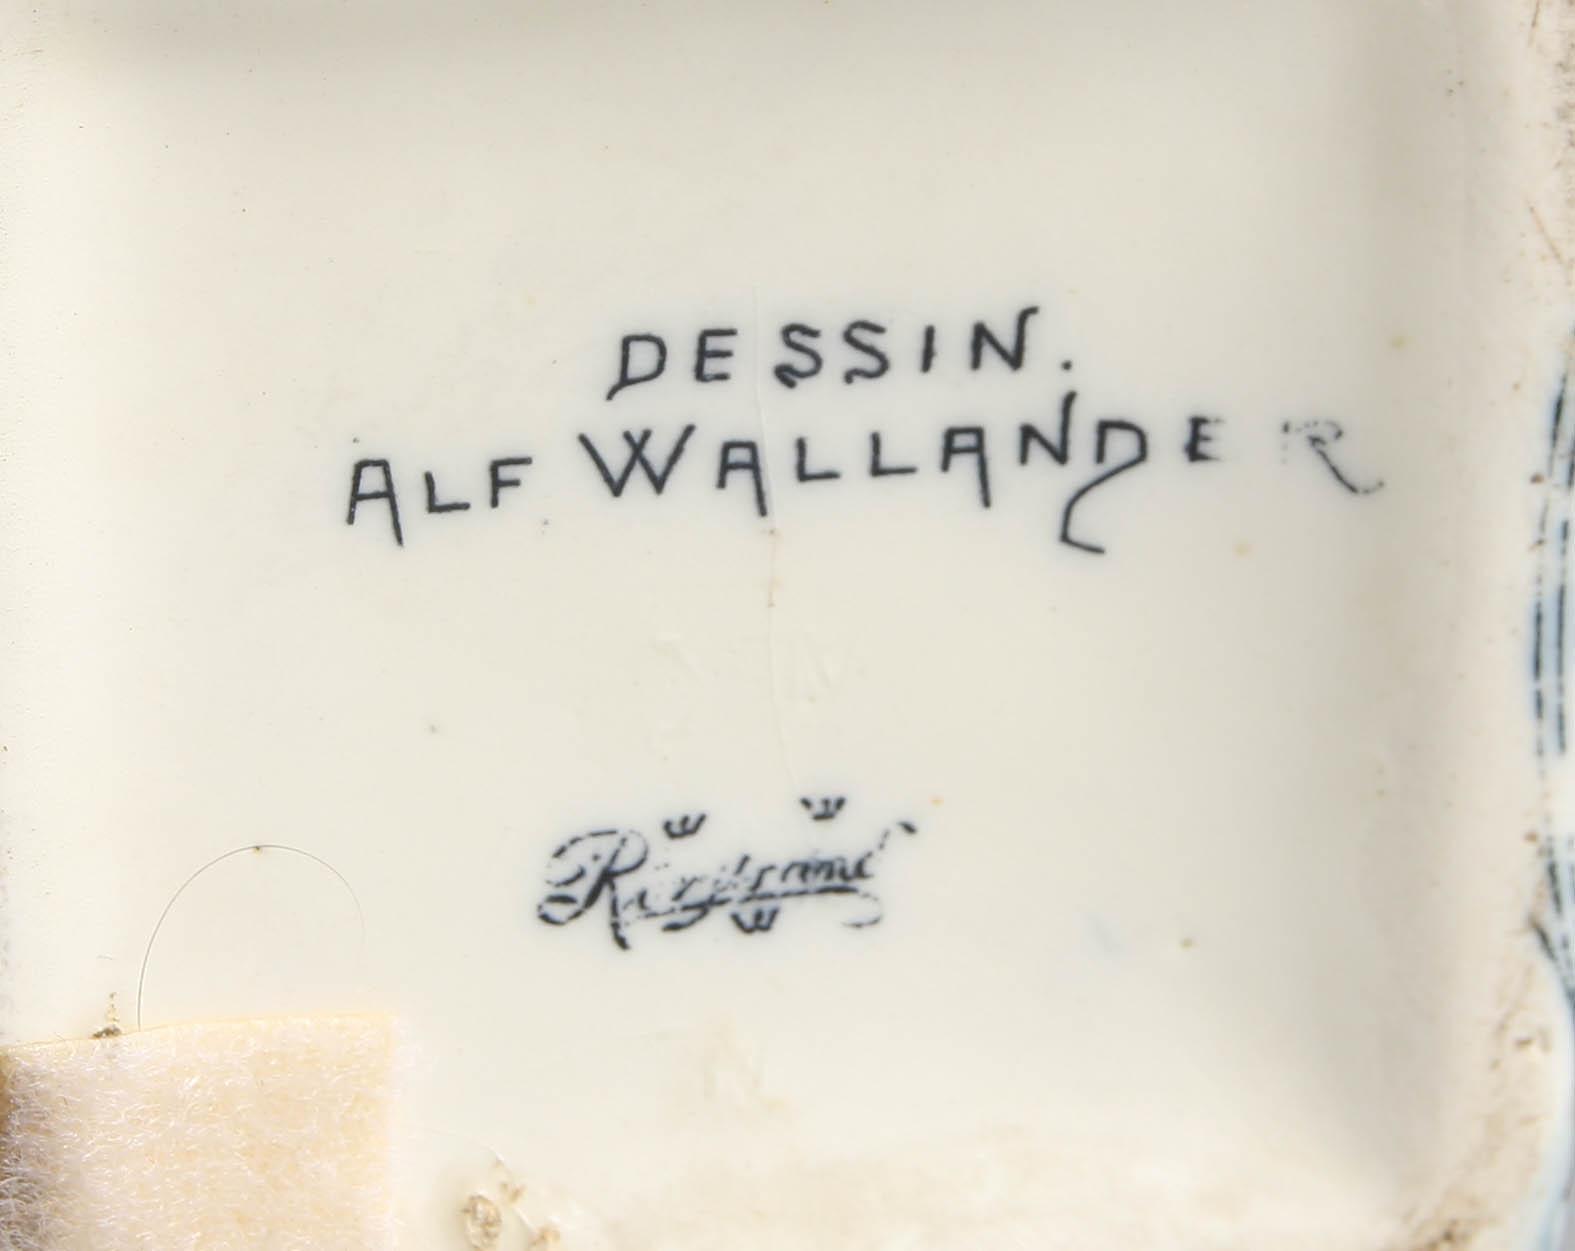 DESSIN.
ALF WALLANDER
Rörstrand